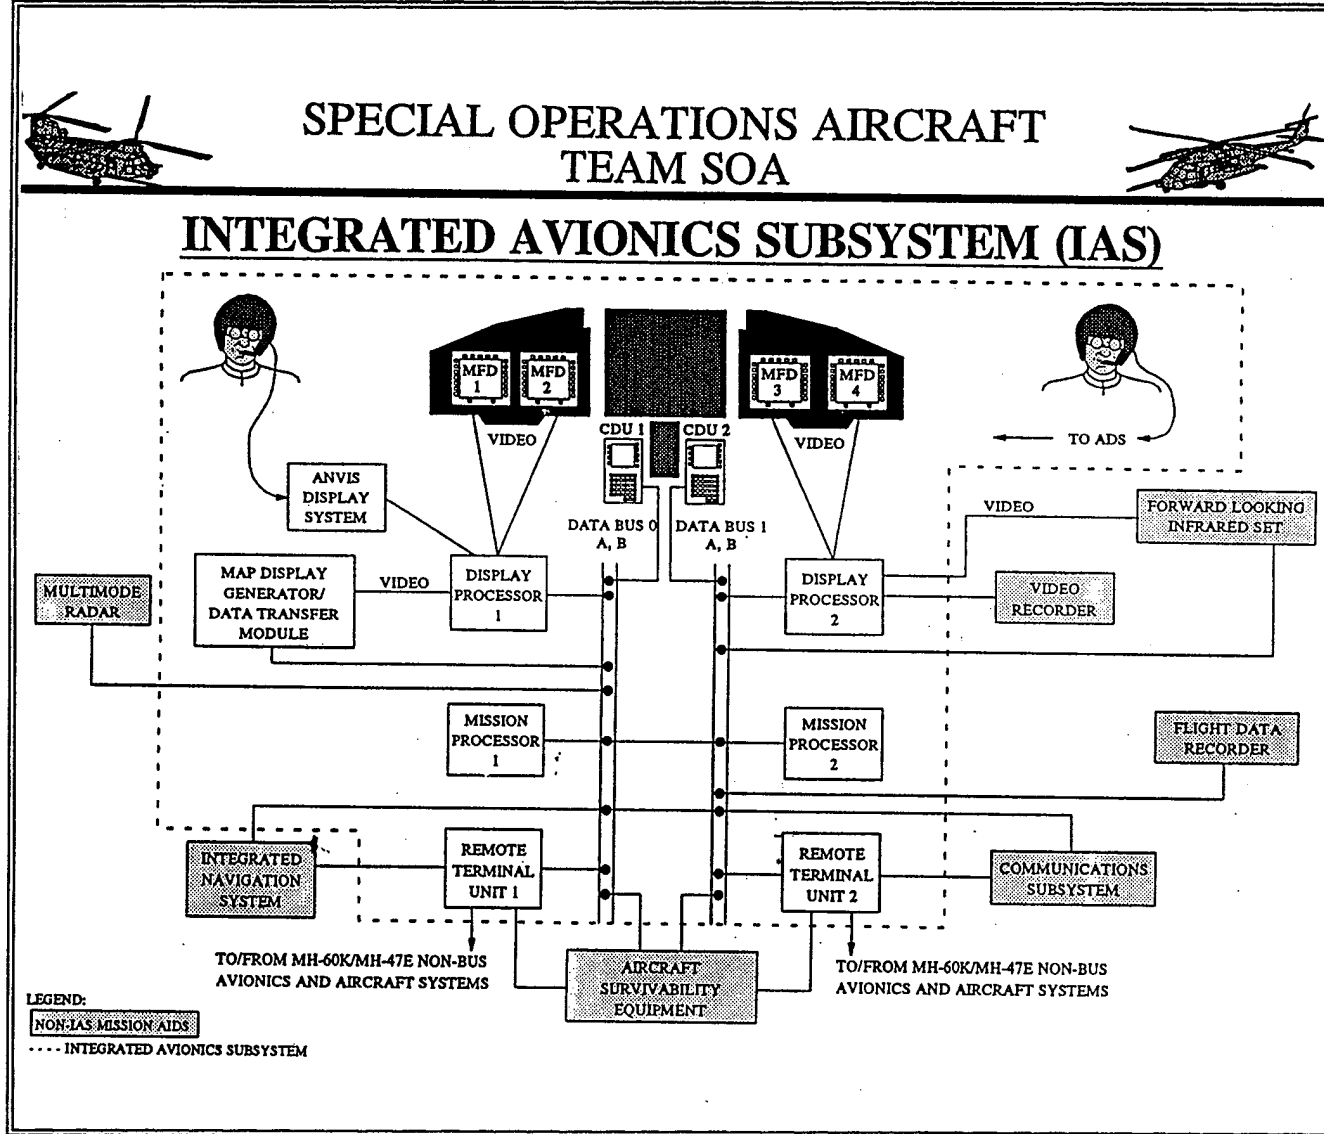 SPECIAL OPERATIONS AIRCRAFT
TEAM SOA
INTEGRATED AVIONICS SUBSYSTEM (IAS)
MFD
1
MFD
2
MFD
3
MFD
4
VIDEO
CDU 1
CDU 2
VIDEO
TO ADS
ANVIS
DISPLAY
SYSTEM
DATA BUS 0
A, B
DATA BUS 1
A, B
VIDEO
FORWARD LOOKING
INFRARED SET
MULTIMODE
RADAR
MAP DISPLAY
GENERATOR/
DATA TRANSFER
MODULE
VIDEO
DISPLAY
PROCESSOR
1
DISPLAY
PROCESSOR
2
VIDEO
RECORDER
MISSION
PROCESSOR
1
MISSION
PROCESSOR
2
FLIGHT DATA
RECORDER
INTEGRATED
NAVIGATION
SYSTEM
REMOTE
TERMINAL
UNIT 1
REMOTE
TERMINAL
UNIT 2
COMMUNICATIONS
SUBSYSTEM
TO/FROM MH-60K/MH-47E NON-BUS
AVIONICS AND AIRCRAFT SYSTEMS
AIRCRAFT
SURVIVABILITY
EQUIPMENT
TO/FROM MH-60K/MH-47E NON-BUS
AVIONICS AND AIRCRAFT SYSTEMS
LEGEND:
NON-IAS MISSION AIDS
- - - - INTEGRATED AVIONICS SUBSYSTEM